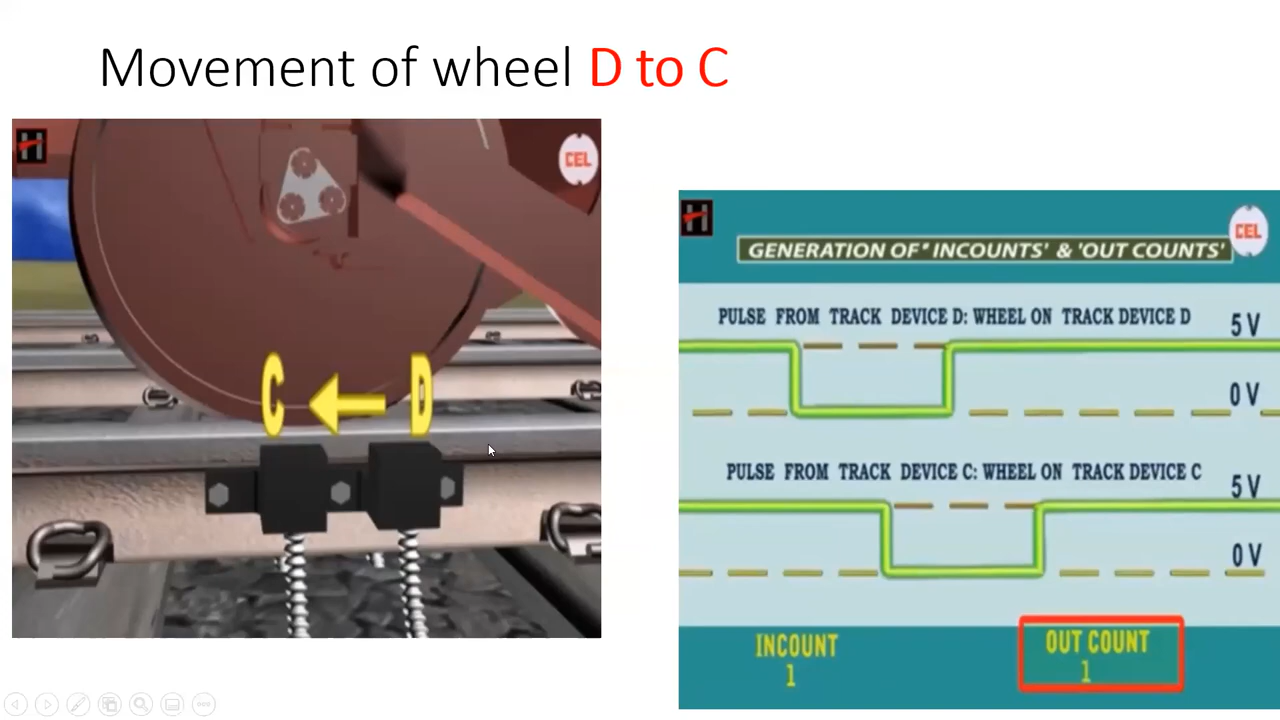 Movement of wheel D to C
H
CEL
C
D
H
CEL
GENERATION OF" INCOUNTS' & 'OUT COUNTS'
PULSE FROM TRACK DEVICE D: WHEEL ON TRACK DEVICE D
5 V
0 V
PULSE FROM TRACK DEVICE C: WHEEL ON TRACK DEVICE C
5 V
0 V
INCOUNT
1
OUT COUNT
1